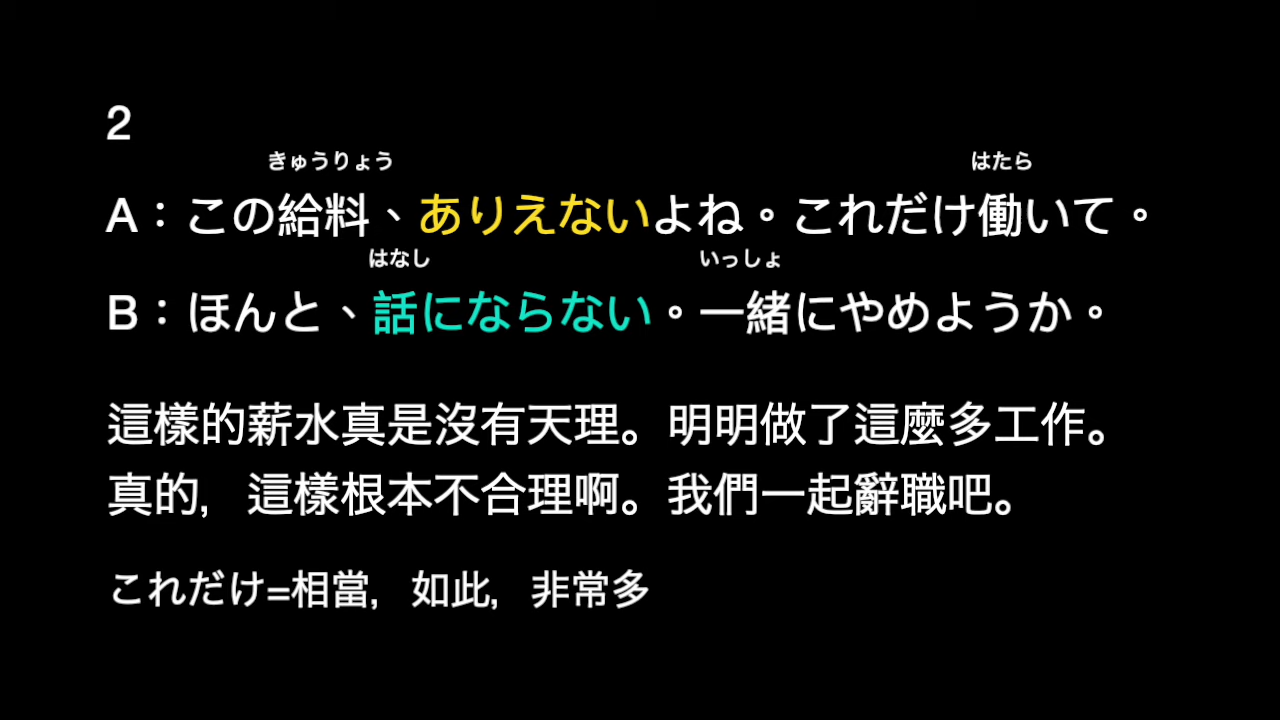 2
きゅうりょう はたら
A：この給料、ありえないよね。これだけ働いて。
はなし いっしょ
B：ほんと、話にならない。一緒にやめようか。
這樣的薪水真是沒有天理。明明做了這麼多工作。
真的，這樣根本不合理啊。我們一起辭職吧。
これだけ=相當，如此，非常多